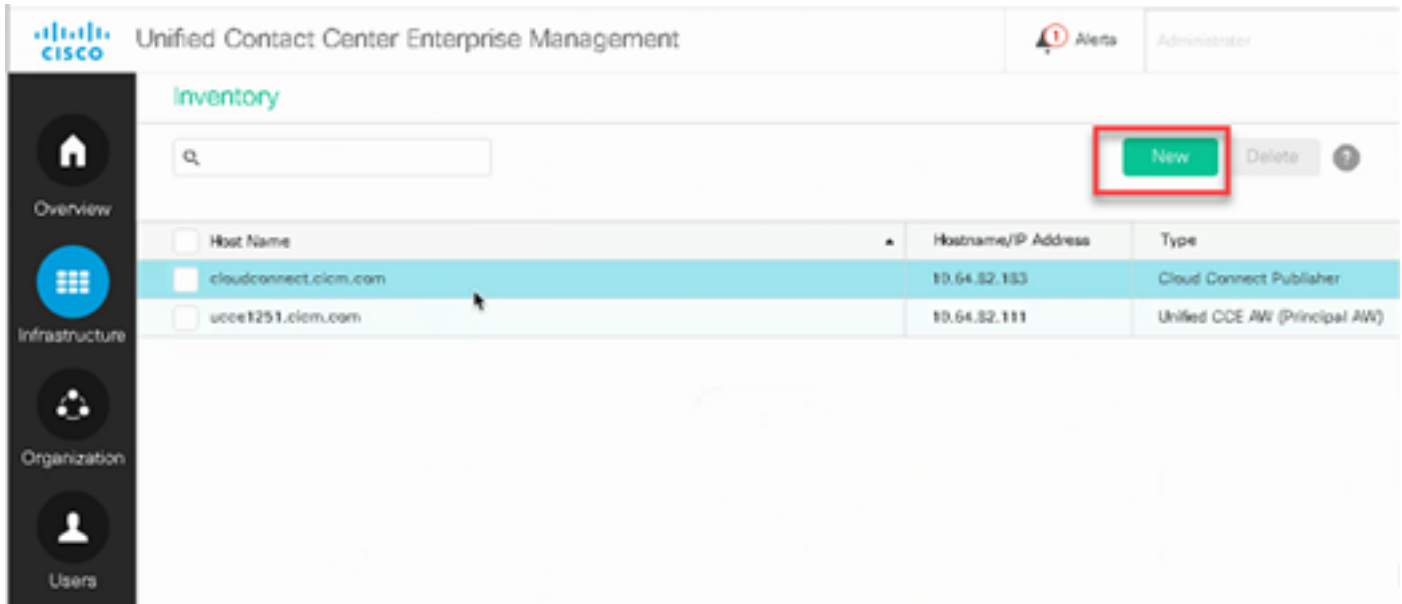 CISCO Unified Contact Center Enterprise Management
1 Alerts
Administrator
Inventory
New
Delete
?
Overview
Host Name
Hostname/IP Address
Type
cloudconnect.cicm.com
10.64.82.183
Cloud Connect Publisher
ucce1251.cicm.com
10.64.82.111
Unified CCE AW (Principal AW)
Infrastructure
Organization
Users